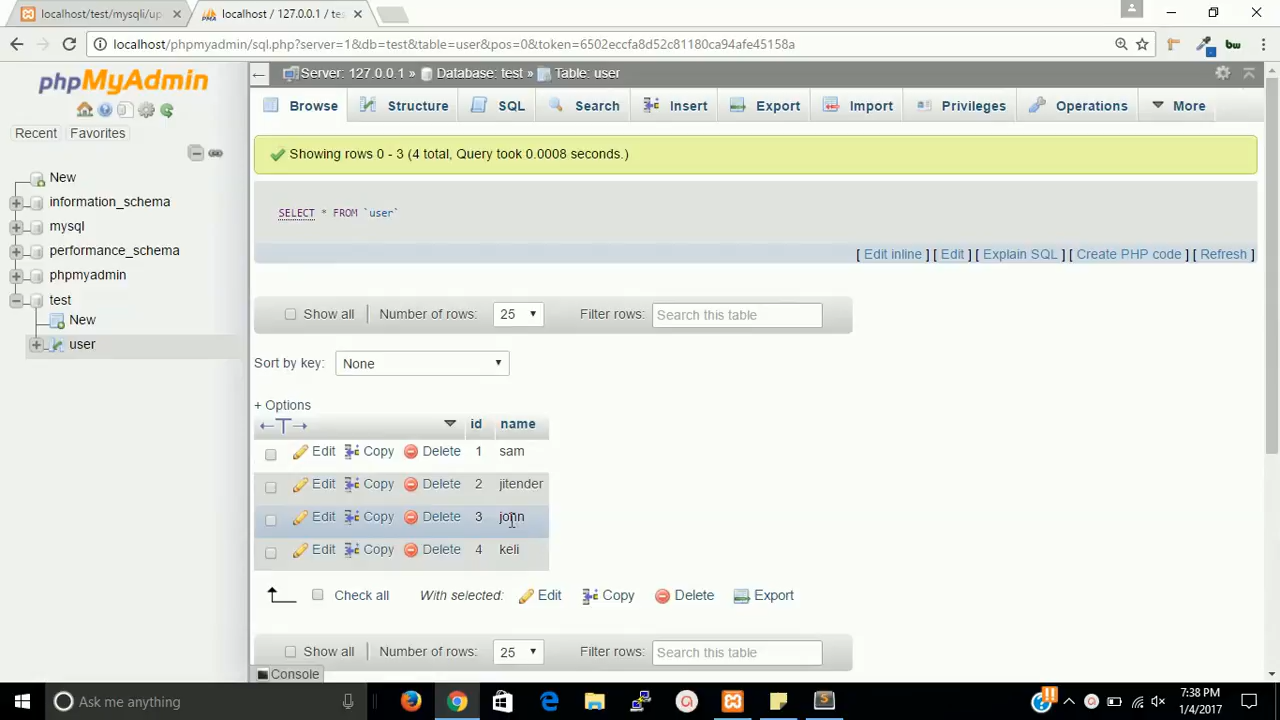 localhost/test/mysqli/up
localhost / 127.0.0.1 / tes
localhost/phpmyadmin/sql.php?server=1&db=test&table=user&pos=0&token=6502eccfa8d52c81180ca94afe45158a
bw
phpMyAdmin
Recent Favorites
New
information_schema
mysql
performance_schema
phpmyadmin
test
New
user
Server: 127.0.0.1 » Database: test » Table: user
Browse Structure SQL Search Insert Export Import Privileges Operations More
Showing rows 0 - 3 (4 total, Query took 0.0008 seconds.)
SELECT * FROM `user`
[ Edit inline ] [ Edit ] [ Explain SQL ] [ Create PHP code ] [ Refresh ]
Show all Number of rows: 25 Filter rows: Search this table
Sort by key: None
+ Options
←T→ id name
Edit Copy Delete 1 sam
Edit Copy Delete 2 jitender
Edit Copy Delete 3 john
Edit Copy Delete 4 keli
Check all With selected: Edit Copy Delete Export
Show all Number of rows: 25 Filter rows: Search this table
Console
Ask me anything
7:38 PM
1/4/2017